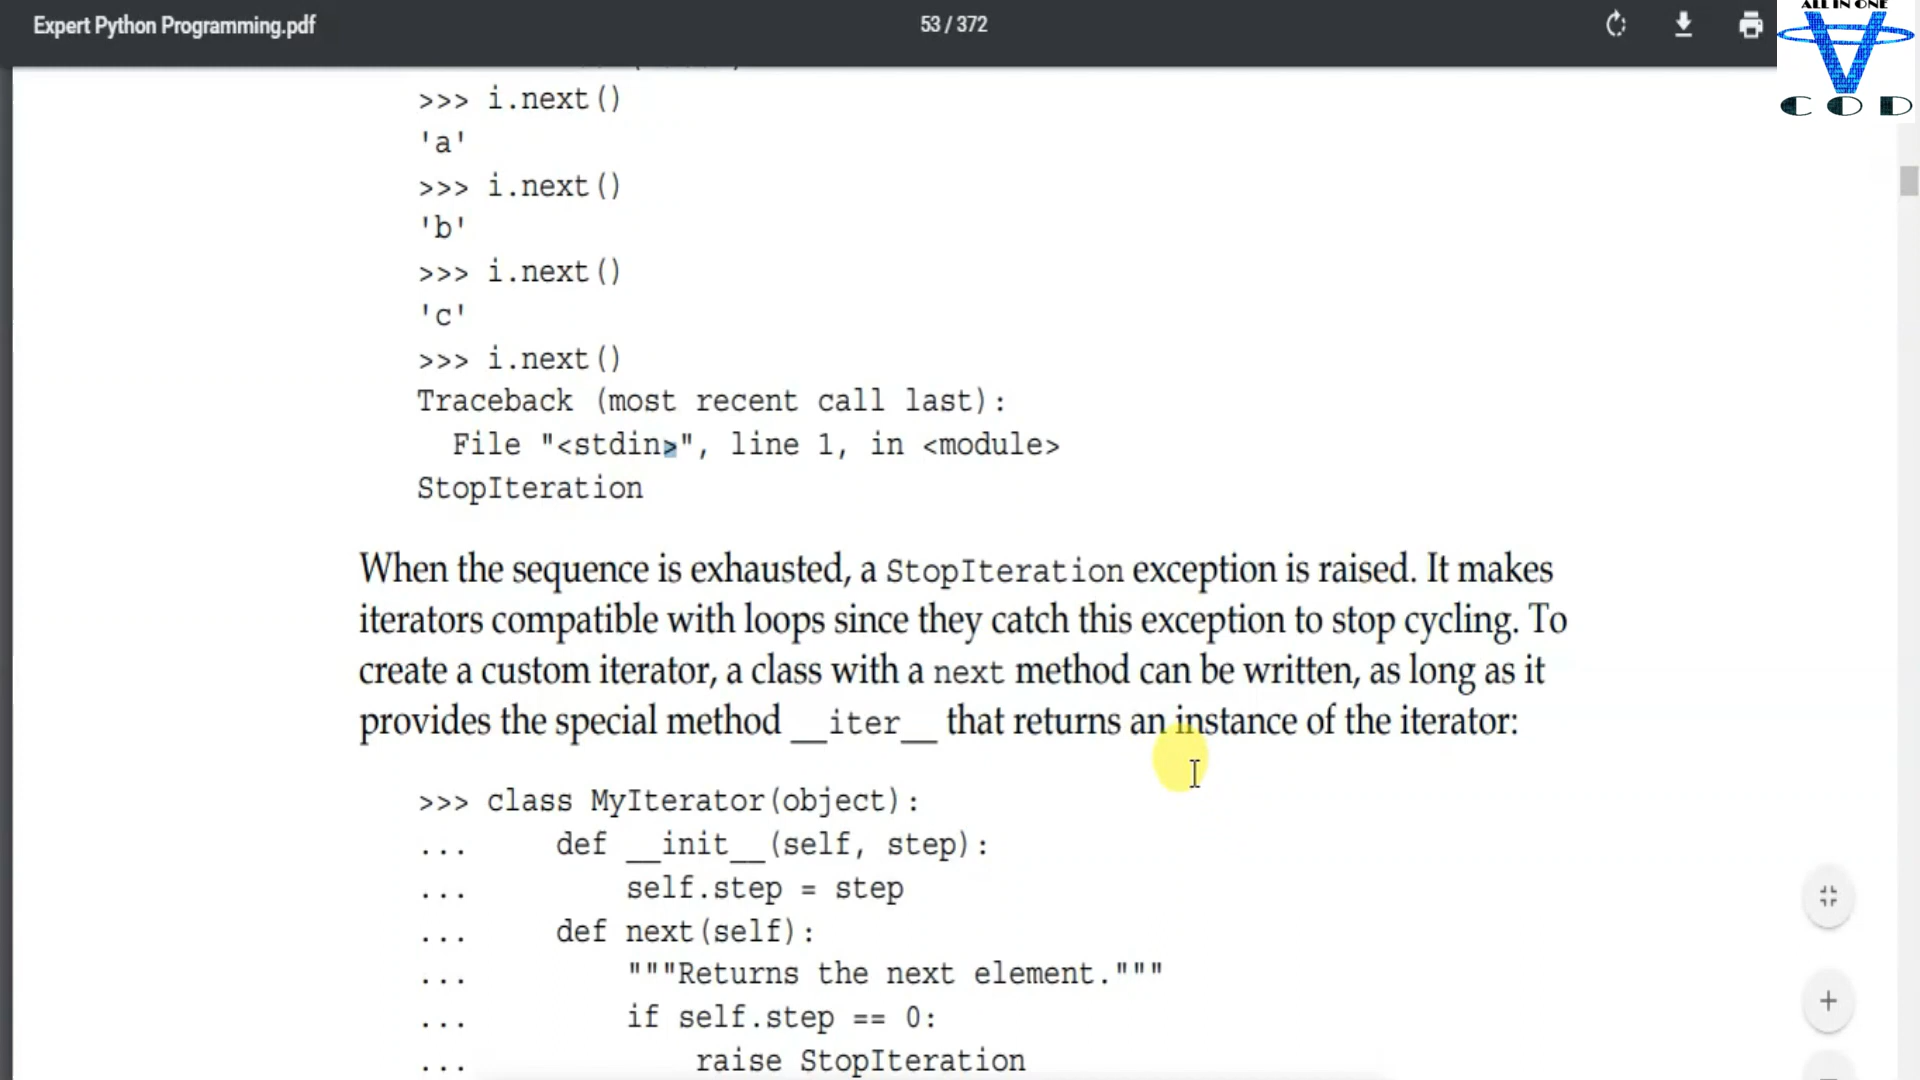 Expert Python Programming.pdf
53 / 372
ALL IN ONE
C O D
>>> i.next()
'a'
>>> i.next()
'b'
>>> i.next()
'c'
>>> i.next()
Traceback (most recent call last):
File "<stdin>", line 1, in <module>
StopIteration
When the sequence is exhausted, a StopIteration exception is raised. It makes
iterators compatible with loops since they catch this exception to stop cycling. To
create a custom iterator, a class with a next method can be written, as long as it
provides the special method __iter__ that returns an instance of the iterator:
>>> class MyIterator(object):
...     def __init__(self, step):
...         self.step = step
...     def next(self):
...         """Returns the next element."""
...         if self.step == 0:
...             raise StopIteration